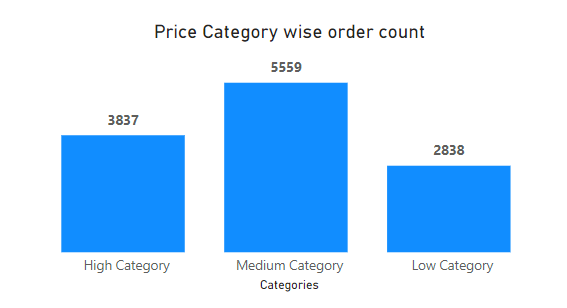 Price Category wise order count
5559
3837
2838
High Category
Medium Category
Low Category
Categories